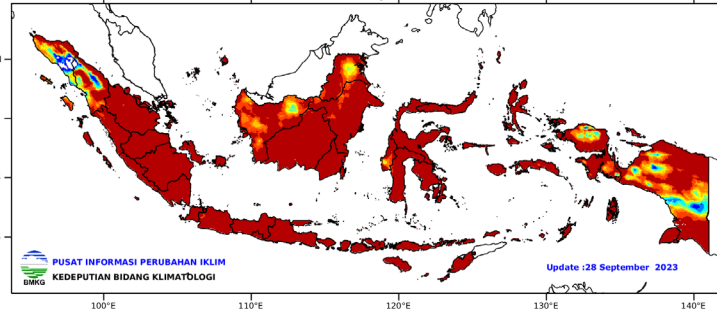 PUSAT INFORMASI PERUBAHAN IKLIM
KEDEPUTIAN BIDANG KLIMATOLOGI
BMKG
Update :28 September 2023
100°E 110°E 120°E 130°E 140°E